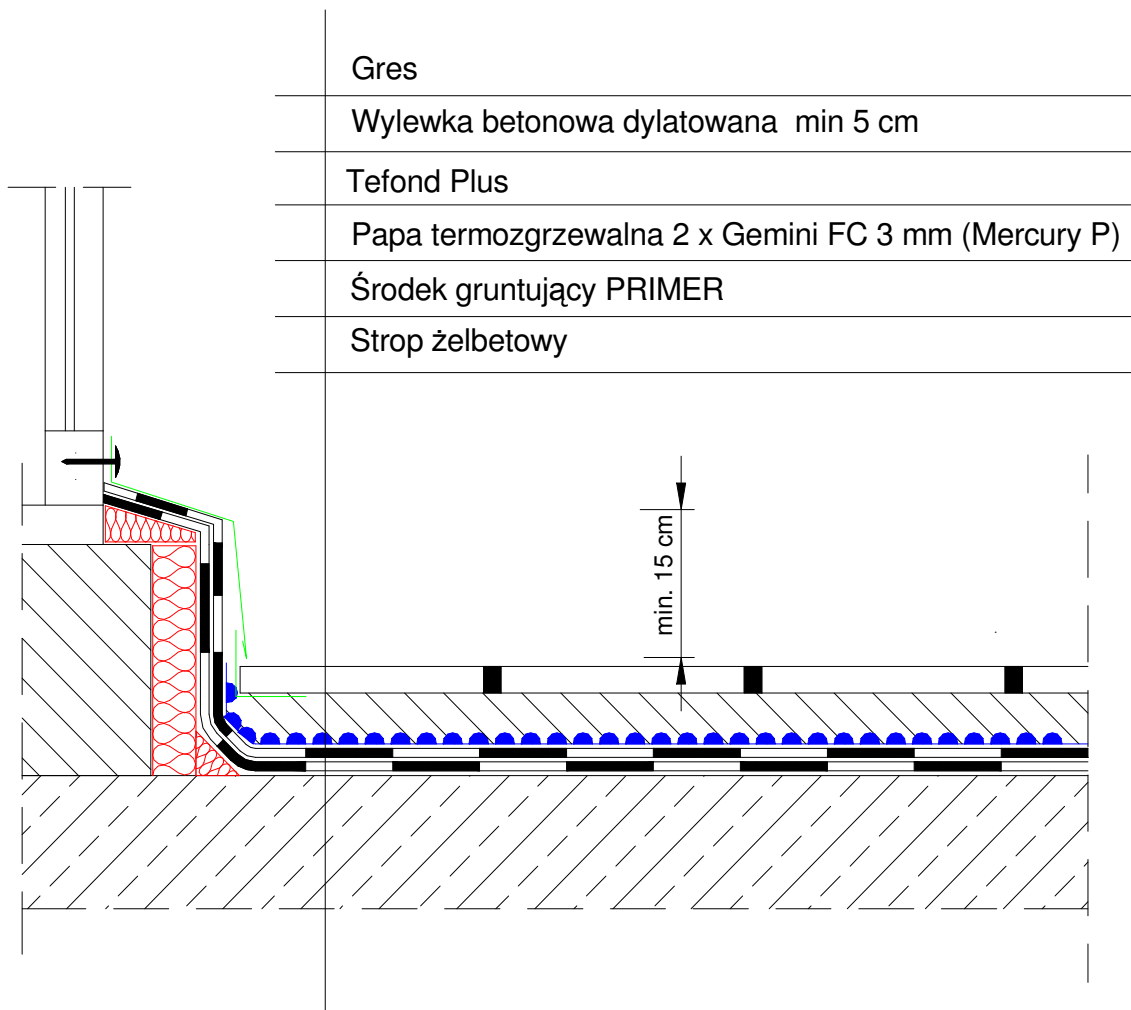 Gres
Wylewka betonowa dylatowana min 5 cm
Tefond Plus
Papa termozgrzewalna 2 x Gemini FC 3 mm (Mercury P)
Środek gruntujący PRIMER
Strop żelbetowy
min. 15 cm